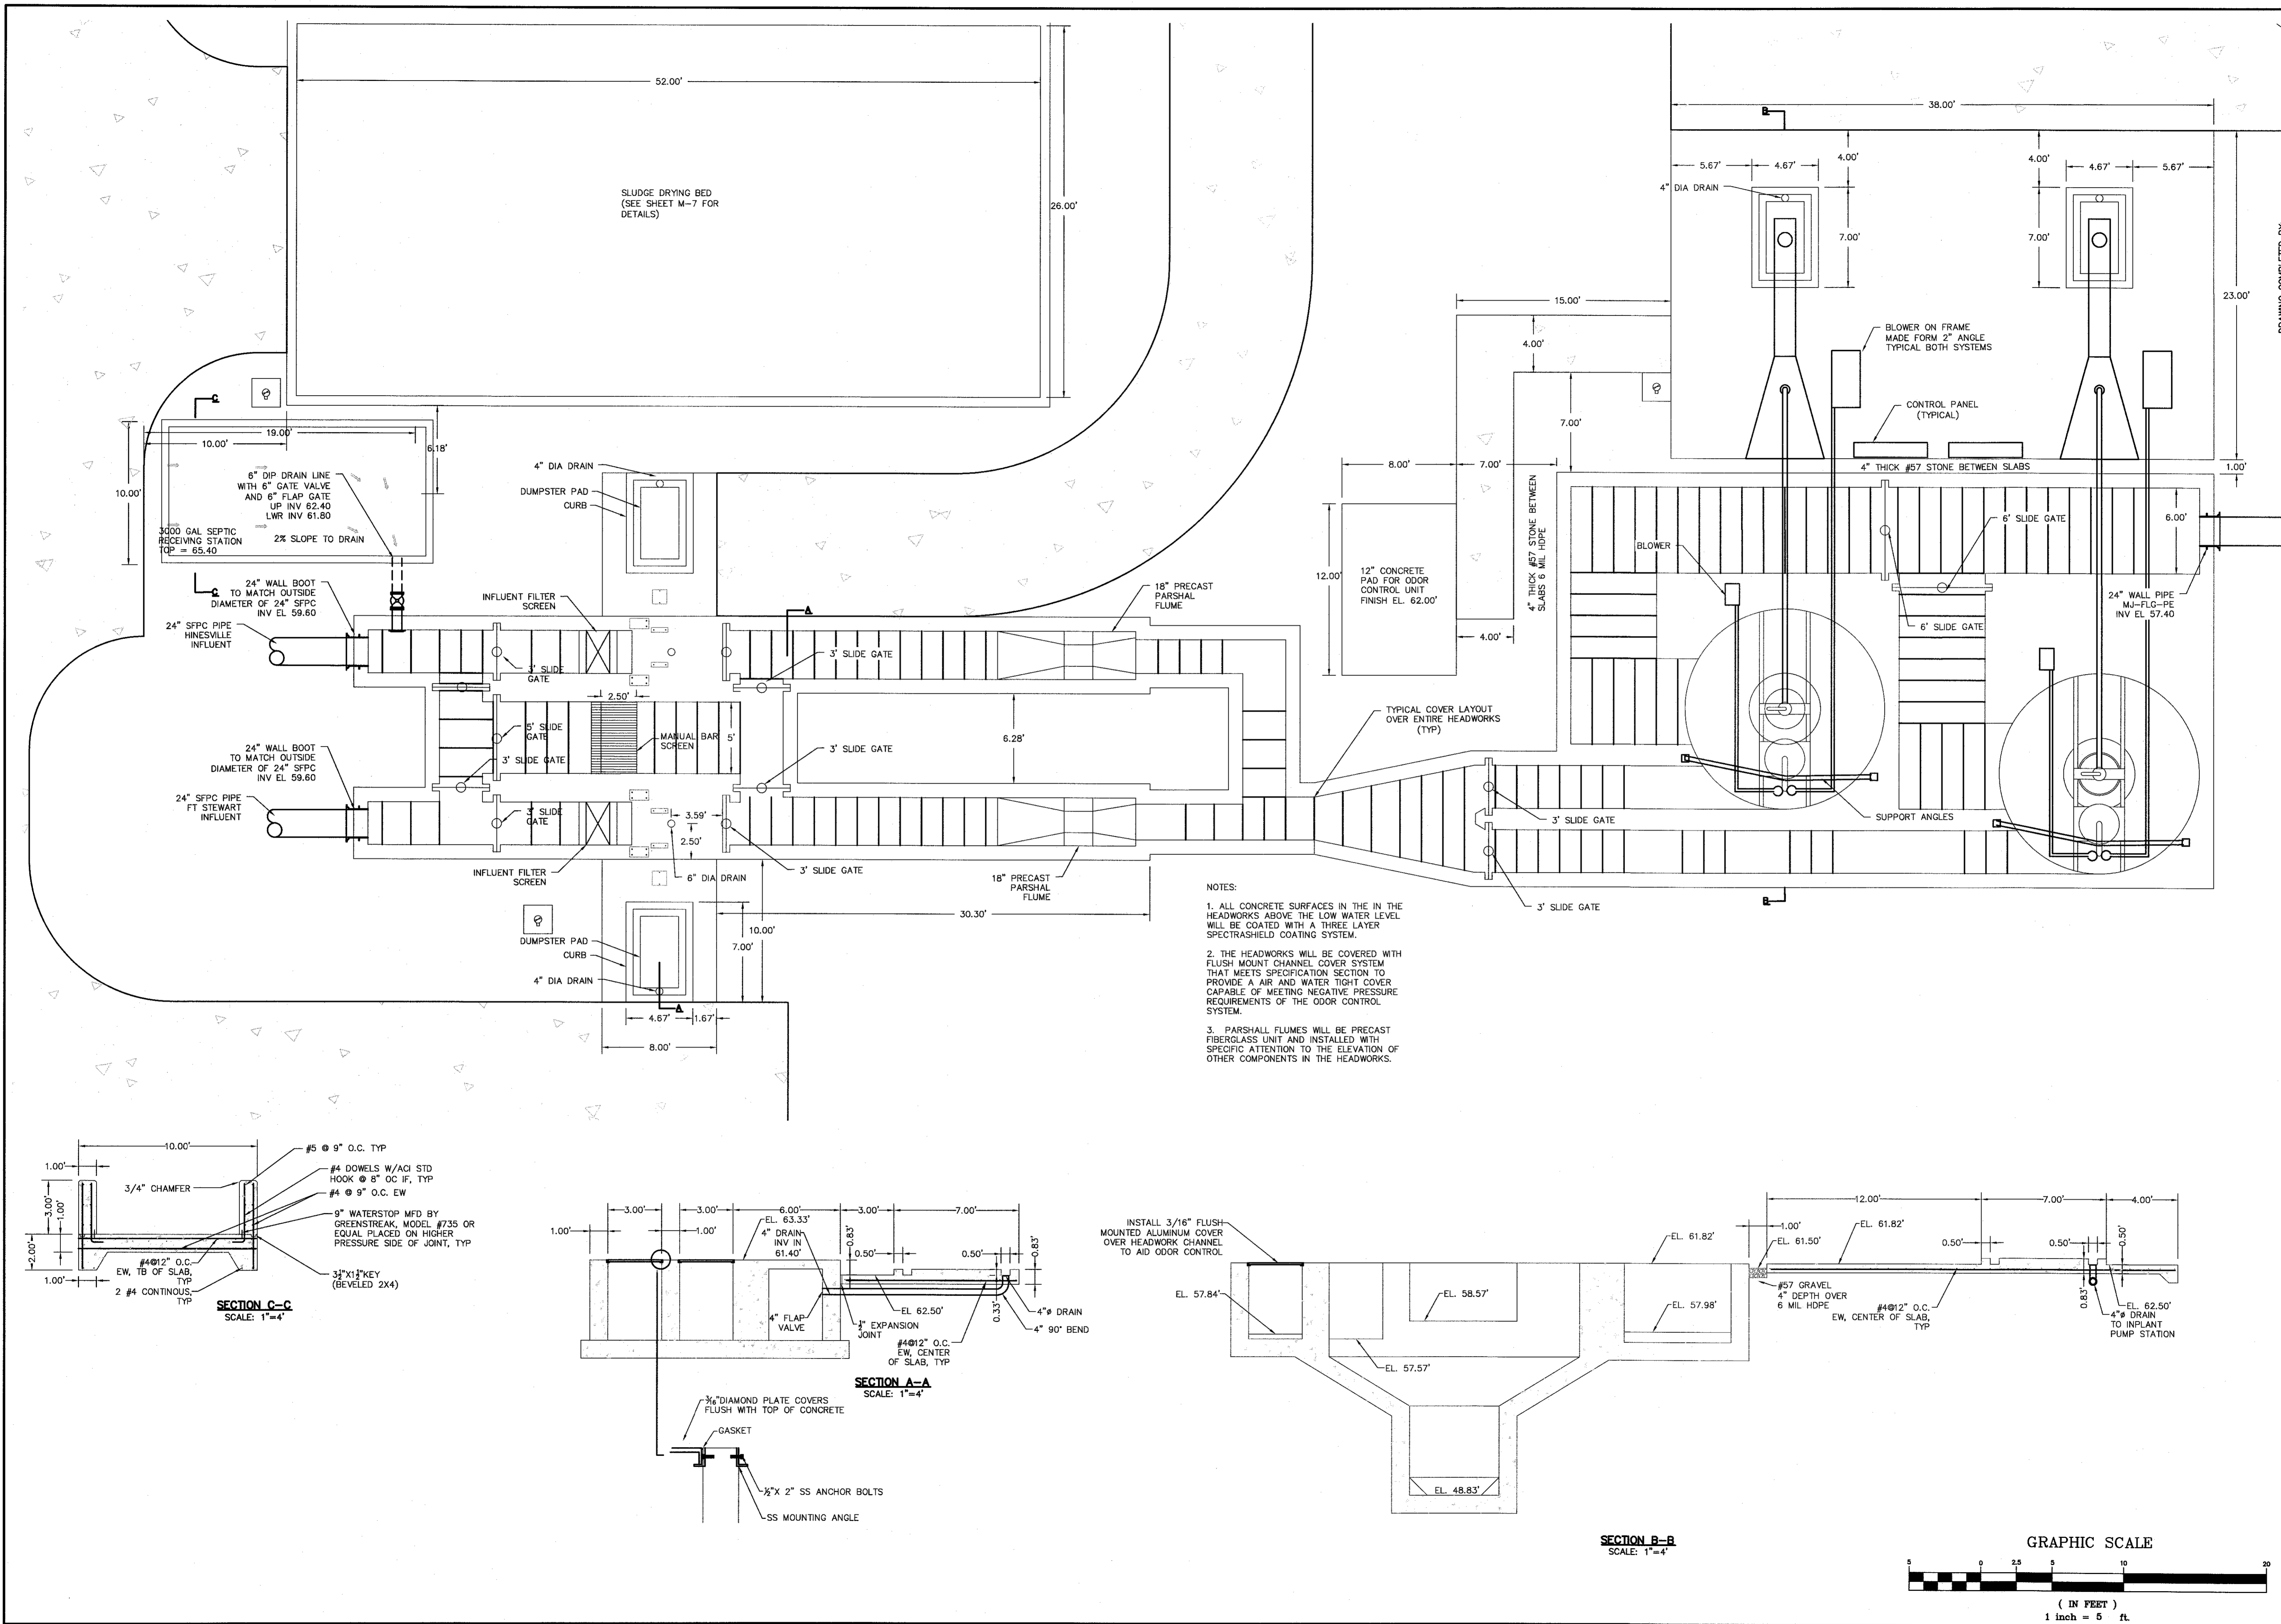 52.00'
26.00'
SLUDGE DRYING BED
(SEE SHEET M-7 FOR
DETAILS)
38.00'
B
5.67'
4.67'
4.00'
4.00'
4.67'
5.67'
4" DIA DRAIN
7.00'
7.00'
23.00'
DRAWING COMPLETED BY
15.00'
4.00'
7.00'
BLOWER ON FRAME
MADE FORM 2" ANGLE
TYPICAL BOTH SYSTEMS
CONTROL PANEL
(TYPICAL)
4" THICK #57 STONE BETWEEN SLABS
1.00'
C
19.00'
10.00'
6.18'
10.00'
6" DIP DRAIN LINE
WITH 6" GATE VALVE
AND 6" FLAP GATE
UP INV 62.40
LWR INV 61.80
3000 GAL SEPTIC
RECEIVING STATION
TOP = 65.40
2% SLOPE TO DRAIN
C
4" DIA DRAIN
DUMPSTER PAD
CURB
8.00'
7.00'
12.00'
12" CONCRETE
PAD FOR ODOR
CONTROL UNIT
FINISH EL. 62.00'
4" THICK #57 STONE BETWEEN
SLABS 6 MIL HDPE
4.00'
6' SLIDE GATE
6.00'
BLOWER
24" WALL PIPE
MJ-FLG-PE
INV EL 57.40
6' SLIDE GATE
24" WALL BOOT
TO MATCH OUTSIDE
DIAMETER OF 24" SFPC
INV EL 59.60
24" SFPC PIPE
HINESVILLE
INFLUENT
INFLUENT FILTER
SCREEN
A
18" PRECAST
PARSHAL
FLUME
3' SLIDE
GATE
3' SLIDE GATE
2.50'
5' SLIDE
GATE
MANUAL BAR
SCREEN
5'
6.28'
3' SLIDE GATE
3' SLIDE GATE
TYPICAL COVER LAYOUT
OVER ENTIRE HEADWORKS
(TYP)
24" WALL BOOT
TO MATCH OUTSIDE
DIAMETER OF 24" SFPC
INV EL 59.60
24" SFPC PIPE
FT STEWART
INFLUENT
3' SLIDE
GATE
3.59'
2.50'
INFLUENT FILTER
SCREEN
6" DIA DRAIN
3' SLIDE GATE
18" PRECAST
PARSHAL
FLUME
3' SLIDE GATE
SUPPORT ANGLES
3' SLIDE GATE
B
30.30'
10.00'
7.00'
DUMPSTER PAD
CURB
4" DIA DRAIN
A
4.67'
1.67'
8.00'
NOTES:
1. ALL CONCRETE SURFACES IN THE IN THE
HEADWORKS ABOVE THE LOW WATER LEVEL
WILL BE COATED WITH A THREE LAYER
SPECTRASHIELD COATING SYSTEM.
2. THE HEADWORKS WILL BE COVERED WITH
FLUSH MOUNT CHANNEL COVER SYSTEM
THAT MEETS SPECIFICATION SECTION TO
PROVIDE A AIR AND WATER TIGHT COVER
CAPABLE OF MEETING NEGATIVE PRESSURE
REQUIREMENTS OF THE ODOR CONTROL
SYSTEM.
3. PARSHALL FLUMES WILL BE PRECAST
FIBERGLASS UNIT AND INSTALLED WITH
SPECIFIC ATTENTION TO THE ELEVATION OF
OTHER COMPONENTS IN THE HEADWORKS.
10.00'
1.00'
3/4" CHAMFER
3.00'
1.00'
2.00'
1.00'
#5 @ 9" O.C. TYP
#4 DOWELS W/ACI STD
HOOK @ 8" OC IF, TYP
#4 @ 9" O.C. EW
9" WATERSTOP MFD BY
GREENSTREAK, MODEL #735 OR
EQUAL PLACED ON HIGHER
PRESSURE SIDE OF JOINT, TYP
#4@12" O.C.
EW, TB OF SLAB,
TYP
2 #4 CONTINOUS,
TYP
3½"X1½"KEY
(BEVELED 2X4)
SECTION C-C
SCALE: 1"=4'
3.00'
3.00'
6.00'
3.00'
7.00'
1.00'
1.00'
EL. 63.33'
4" DRAIN
INV IN
61.40'
0.83'
0.50'
0.50'
0.83'
0.33'
4" FLAP
VALVE
½" EXPANSION
JOINT
EL 62.50'
#4@12" O.C.
EW, CENTER
OF SLAB, TYP
4"ø DRAIN
4" 90° BEND
SECTION A-A
SCALE: 1"=4'
3/16"DIAMOND PLATE COVERS
FLUSH WITH TOP OF CONCRETE
GASKET
½"X 2" SS ANCHOR BOLTS
SS MOUNTING ANGLE
INSTALL 3/16" FLUSH
MOUNTED ALUMINUM COVER
OVER HEADWORK CHANNEL
TO AID ODOR CONTROL
EL. 57.84'
EL. 58.57'
EL. 57.57'
EL. 57.98'
EL. 48.83'
EL. 61.82'
12.00'
7.00'
4.00'
1.00'
EL. 61.82'
EL. 61.50'
0.50'
0.50'
0.50'
0.83'
#57 GRAVEL
4" DEPTH OVER
6 MIL HDPE
#4@12" O.C.
EW, CENTER OF SLAB,
TYP
EL. 62.50'
4"ø DRAIN
TO INPLANT
PUMP STATION
SECTION B-B
SCALE: 1"=4'
GRAPHIC SCALE
5 0 2.5 5 10 20
( IN FEET )
1 inch = 5 ft.